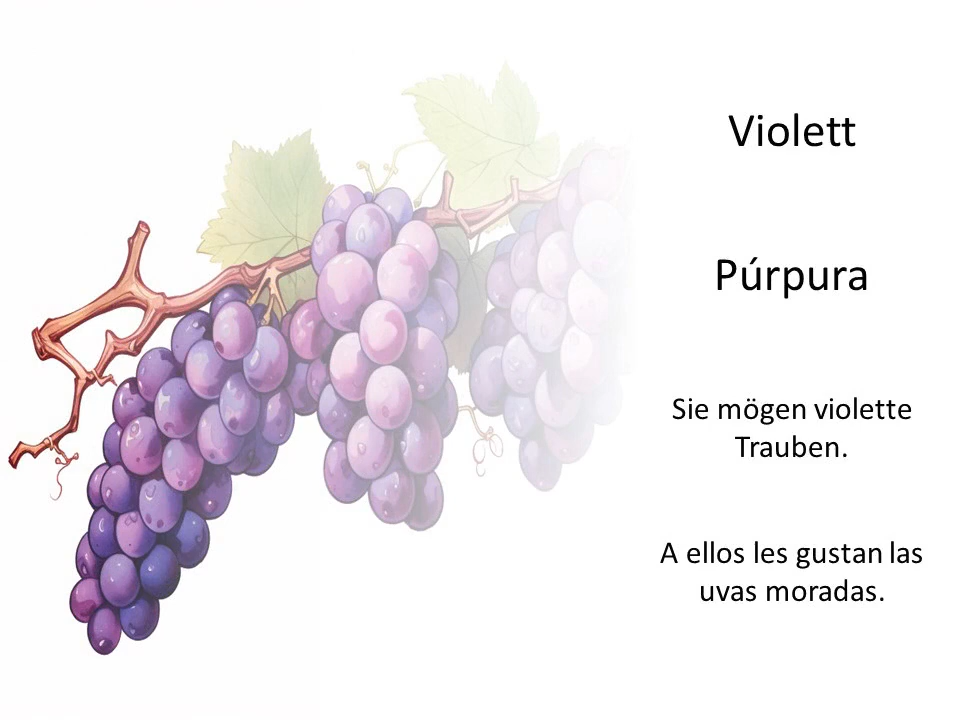 Violett
Púrpura
Sie mögen violette
Trauben.
A ellos les gustan las
uvas moradas.